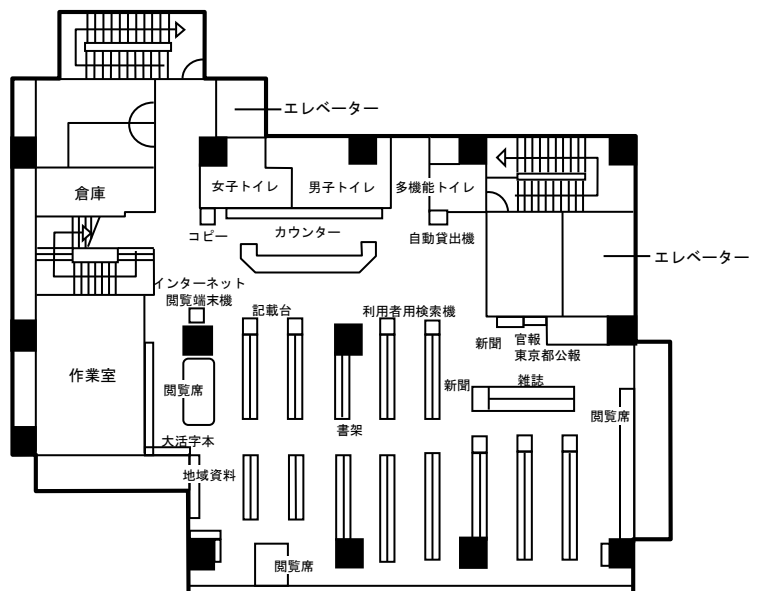 エレベーター
女子トイレ
男子トイレ
多機能トイレ
倉庫
コピー
カウンター
自動貸出機
エレベーター
インターネット
閲覧端末機
記載台
利用者用検索機
新聞
官報
東京都公報
作業室
閲覧席
新聞
雑誌
閲覧席
書架
大活字本
地域資料
閲覧席